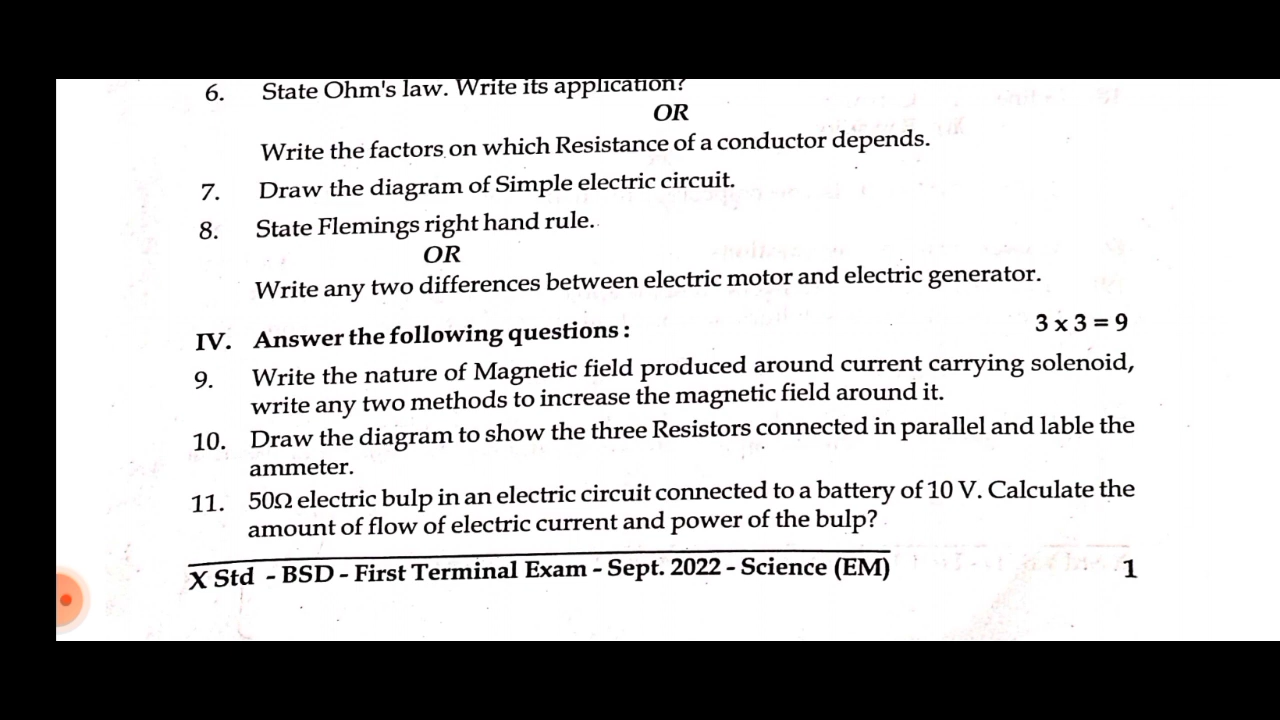 6. State Ohm's law. Write its application?
OR
Write the factors on which Resistance of a conductor depends.
7. Draw the diagram of Simple electric circuit.
8. State Flemings right hand rule.
OR
Write any two differences between electric motor and electric generator.
IV. Answer the following questions : 3 x 3 = 9
9. Write the nature of Magnetic field produced around current carrying solenoid,
write any two methods to increase the magnetic field around it.
10. Draw the diagram to show the three Resistors connected in parallel and lable the
ammeter.
11. 50Ω electric bulp in an electric circuit connected to a battery of 10 V. Calculate the
amount of flow of electric current and power of the bulp?
X Std - BSD - First Terminal Exam - Sept. 2022 - Science (EM) 1